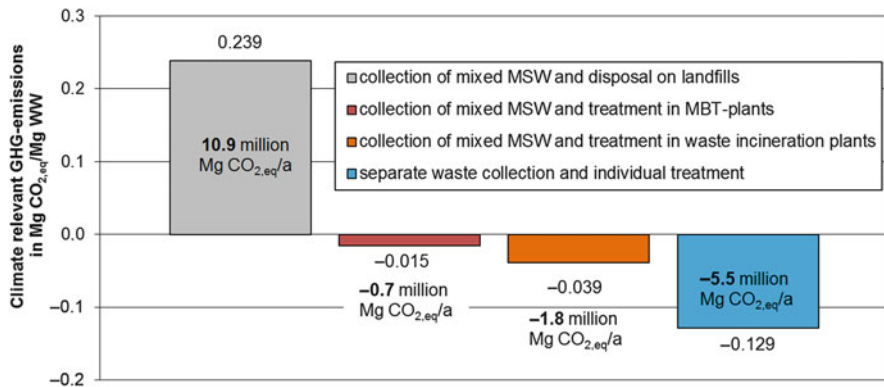 Climate relevant GHG-emissions
in Mg CO2,eq/Mg WW
0.3
0.2
0.1
0.0
–0.1
–0.2
0.239
10.9 million
Mg CO2,eq/a
collection of mixed MSW and disposal on landfills
collection of mixed MSW and treatment in MBT-plants
collection of mixed MSW and treatment in waste incineration plants
separate waste collection and individual treatment
–0.015
–0.7 million
Mg CO2,eq/a
–0.039
–1.8 million
Mg CO2,eq/a
–5.5 million
Mg CO2,eq/a
–0.129